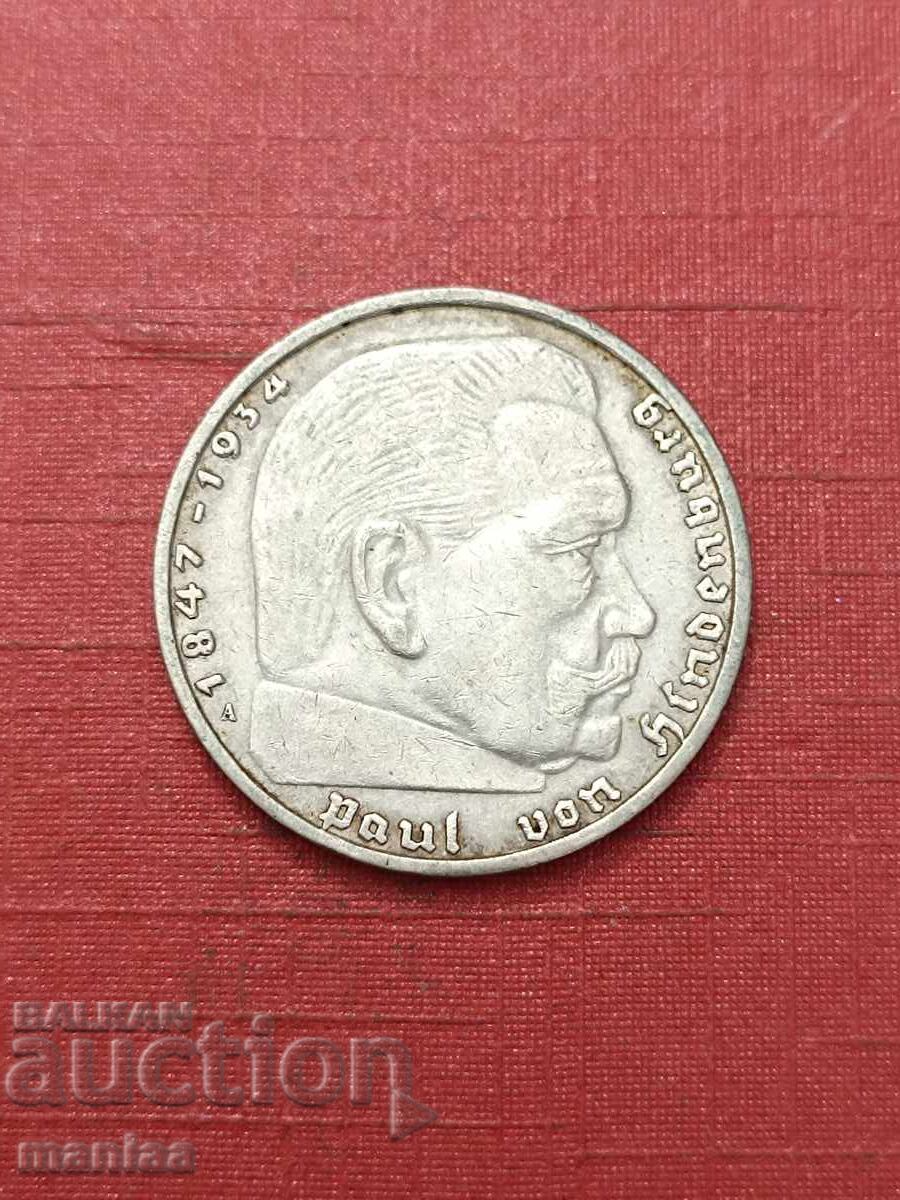 1847 - 1934
Paul von Hindenburg
A
BALKAN
auction
maniaa